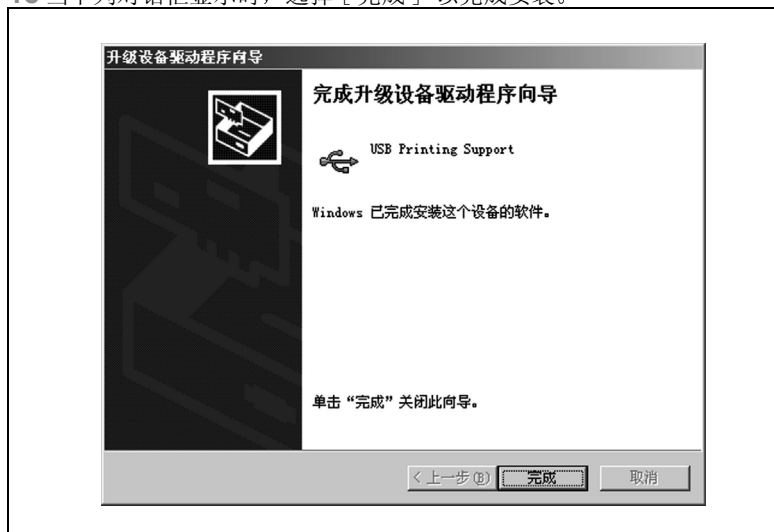 当下列对话框显示时，选择 [ 完成 ] 以完成安装。
升级设备驱动程序向导
完成升级设备驱动程序向导
USB Printing Support
Windows 已完成安装这个设备的软件。
单击“完成”关闭此向导。
< 上一步(B)
完成
取消